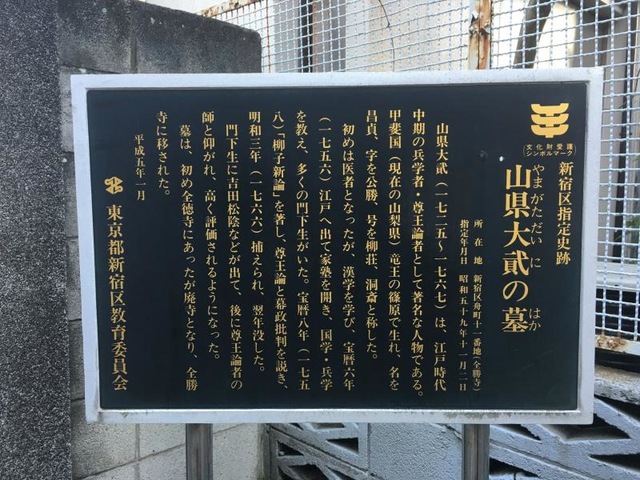 文化財愛護
シンボルマーク
新宿区指定史跡
やまがただいに はか
山県大貳の墓
所在地 新宿区舟町十一番地(全勝寺)
指定年月日 昭和五十九年十一月二日
山県大貳(一七二五~一七六七)は、江戸時代
中期の兵学者・尊王論者として著名な人物である。
甲斐国(現在の山梨県)竜王の篠原で生れ、名を
昌貞、字を公勝、号を柳荘、洞斎と称した。
初めは医者となったが、漢学を学び、宝暦六年
(一七五六)江戸へ出て家塾を開き、国学・兵学
を教え、多くの門下生がいた。宝暦八年(一七五
八)「柳子新論」を著し、尊王論と幕政批判を説き、
明和三年(一七六六)捕えられ、翌年没した。
門下生に吉田松陰などが出て、後に尊王論者の
師と仰がれ、高く評価されるようになった。
墓は、初め全徳寺にあったが廃寺となり、全勝
寺に移された。
平成五年一月
東京都新宿区教育委員会